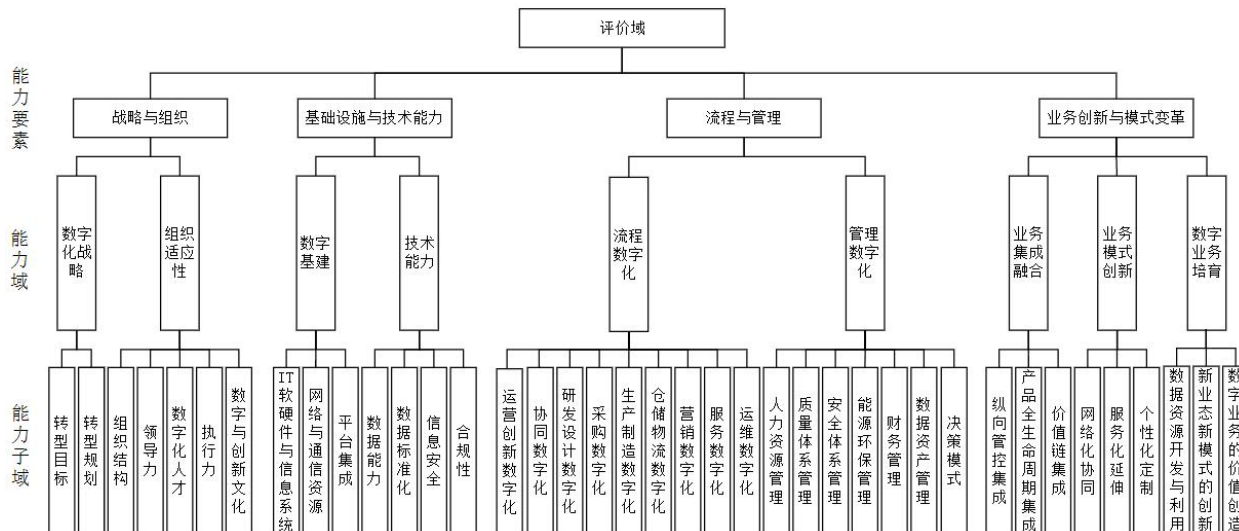 评价域
能力要素
战略与组织
基础设施与技术能力
流程与管理
业务创新与模式变革
能力域
数字
化战
略
组织
适应
性
数字
基建
技术
能力
流程
数字
化
管理
数字
化
业务
集成
融合
业务
模式
创新
数字
业务
培育
能力子域
转型目标
转型规划
组织结构
领导力
数字化人才
执行力
数字与创新文化
IT软硬件与信息系统
网络与通信资源
平台集成
数据能力
数据标准化
信息安全
合规性
运营创新数字化
协同数字化
研发设计数字化
采购数字化
生产制造数字化
仓储物流数字化
营销数字化
服务数字化
运维数字化
人力资源管理
质量体系管理
安全体系管理
能源环保管理
财务管理
数据资产管理
决策模式
纵向管控集成
产品全生命周期集成
价值链集成
网络化协同
服务化延伸
个性化定制
数据资源开发与利用
新业态新模式的创新
数字业务的价值创造